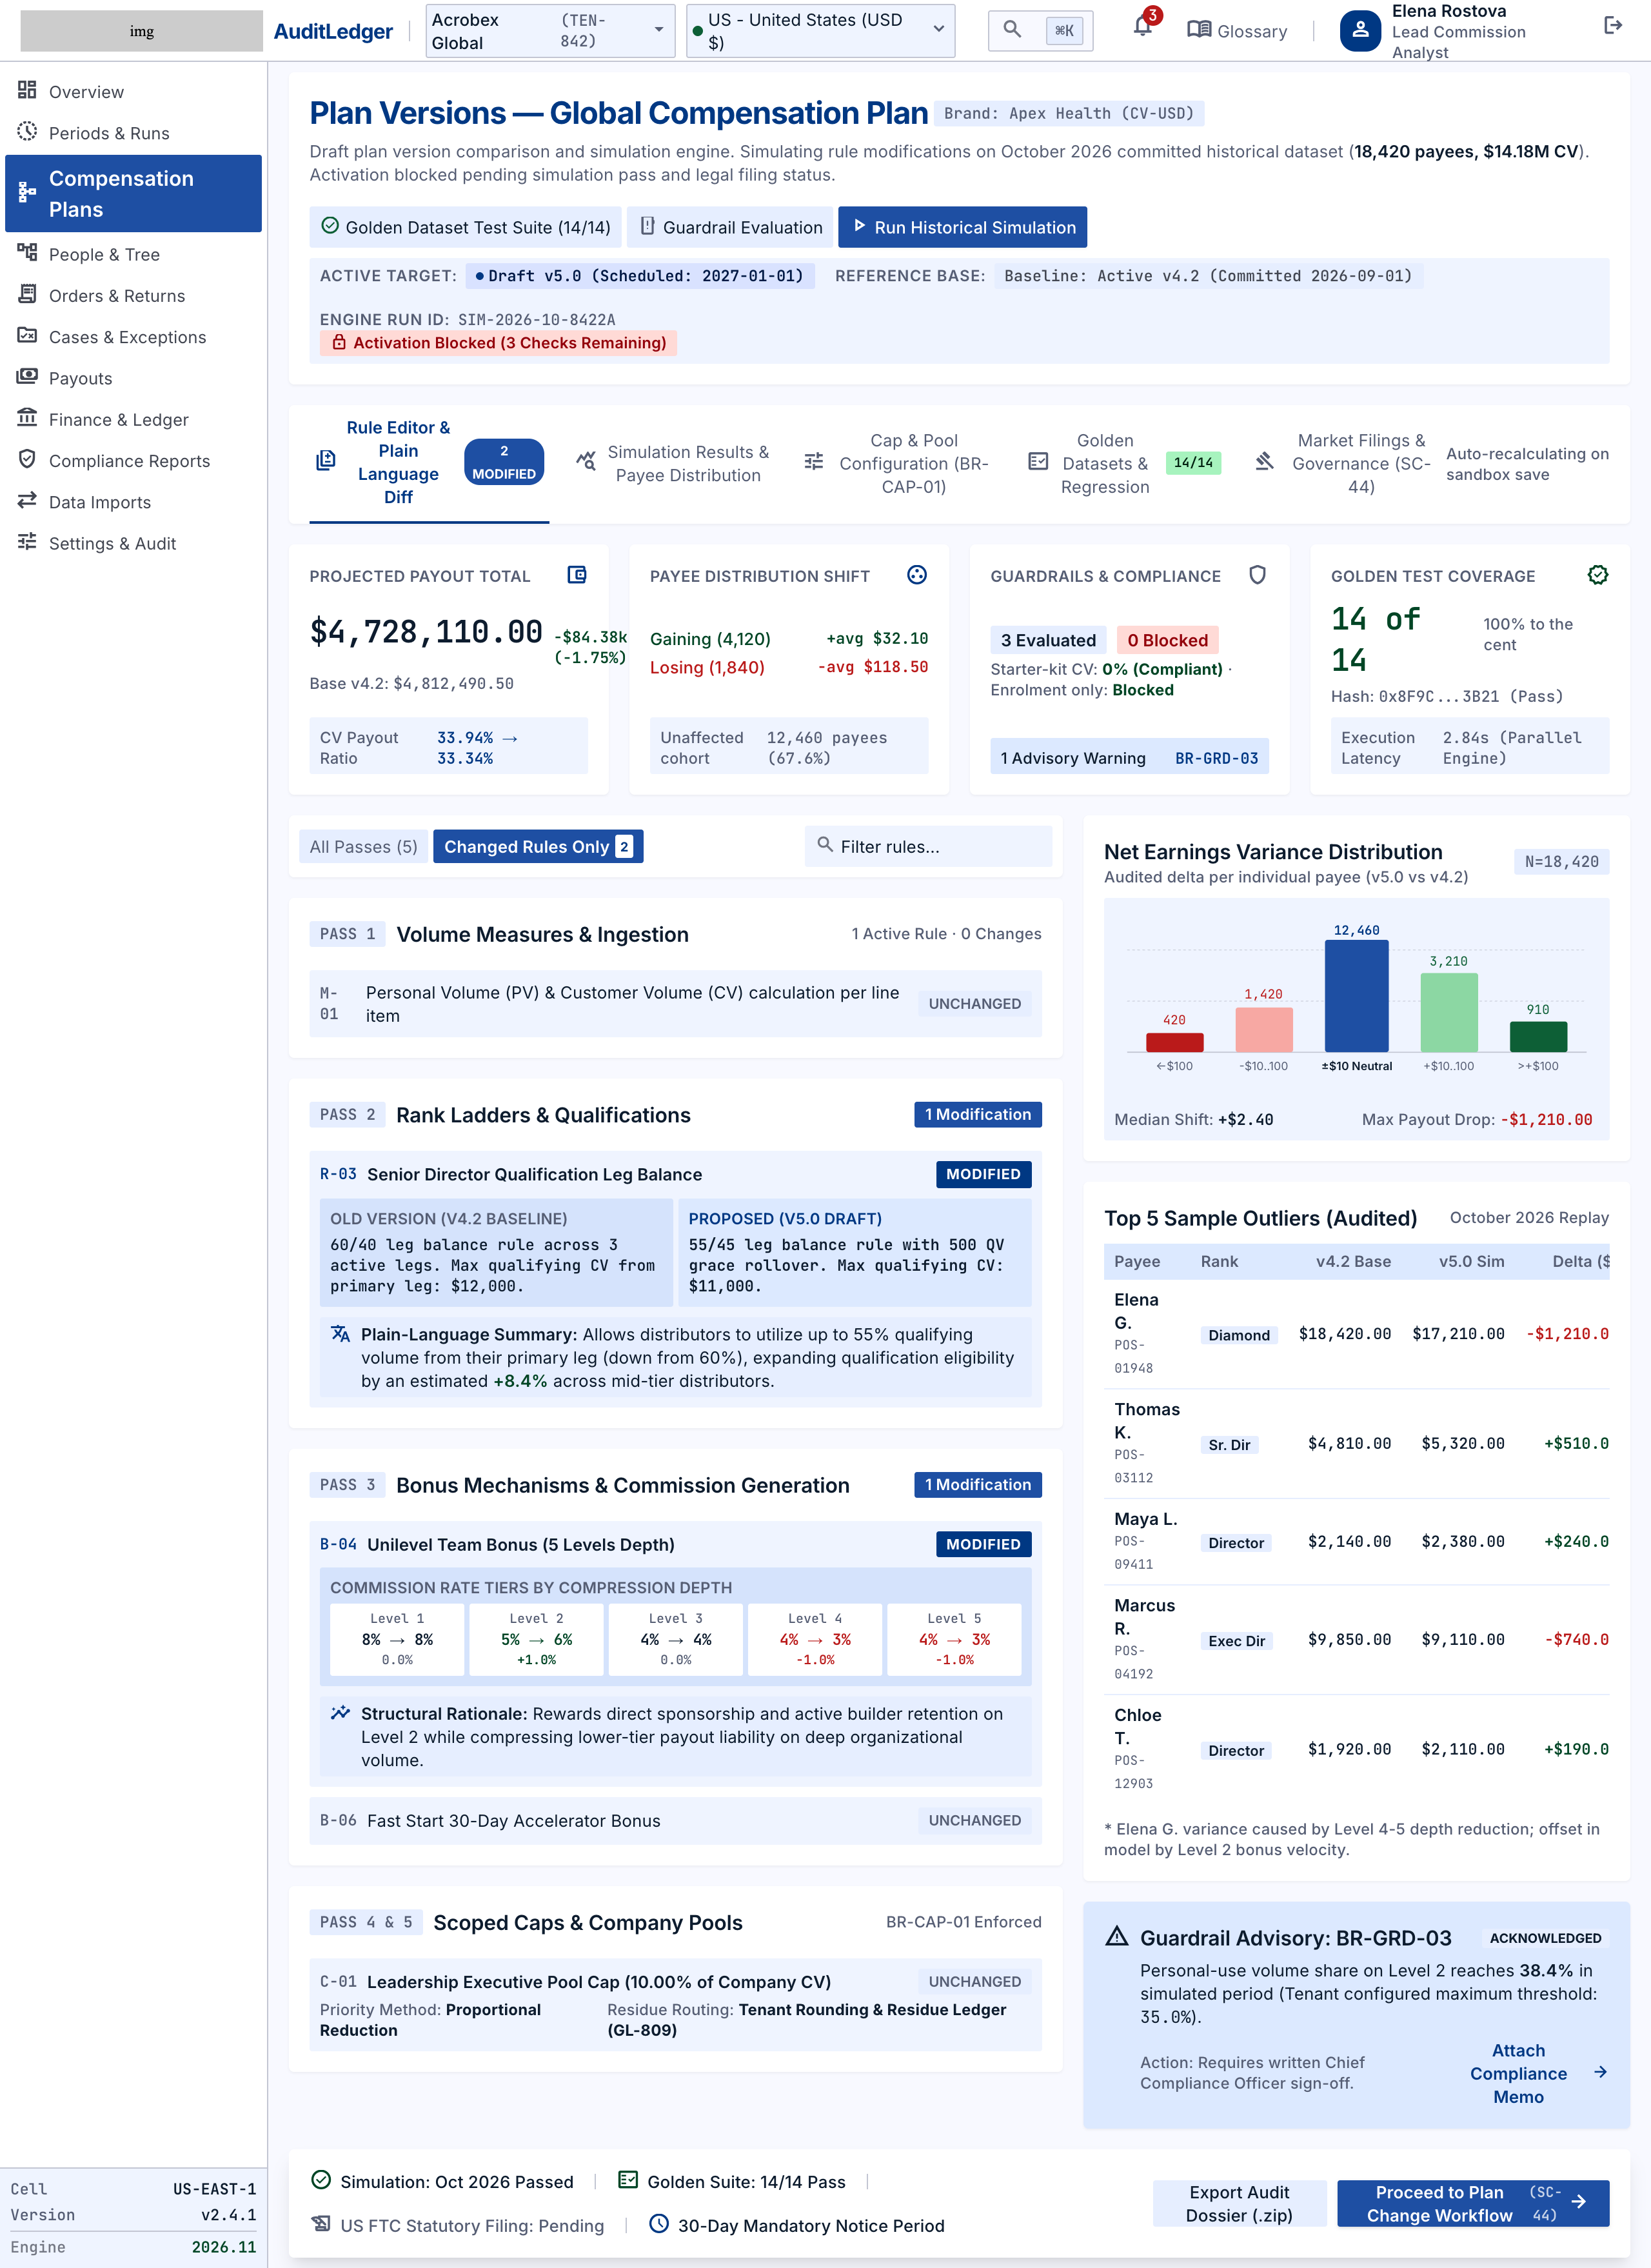 img
AuditLedger
Acrobex Global
(TEN-842)
US - United States (USD $)
⌘K
3
Glossary
Elena Rostova
Lead Commission Analyst
Overview
Periods & Runs
Compensation Plans
People & Tree
Orders & Returns
Cases & Exceptions
Payouts
Finance & Ledger
Compliance Reports
Data Imports
Settings & Audit
Cell US-EAST-1
Version v2.4.1
Engine 2026.11
Plan Versions — Global Compensation Plan
Brand: Apex Health (CV-USD)
Draft plan version comparison and simulation engine. Simulating rule modifications on October 2026 committed historical dataset (18,420 payees, $14.18M CV).
Activation blocked pending simulation pass and legal filing status.
Golden Dataset Test Suite (14/14)
Guardrail Evaluation
Run Historical Simulation
ACTIVE TARGET: Draft v5.0 (Scheduled: 2027-01-01) REFERENCE BASE: Baseline: Active v4.2 (Committed 2026-09-01)
ENGINE RUN ID: SIM-2026-10-8422A
Activation Blocked (3 Checks Remaining)
Rule Editor &
Plain
Language
Diff
2
MODIFIED
Simulation Results &
Payee Distribution
Cap & Pool
Configuration (BR-
CAP-01)
Golden
Datasets &
Regression
14/14
Market Filings &
Governance (SC-
44)
Auto-recalculating on
sandbox save
PROJECTED PAYOUT TOTAL
$4,728,110.00
-$84.38k
(-1.75%)
Base v4.2: $4,812,490.50
CV Payout
Ratio
33.94% →
33.34%
PAYEE DISTRIBUTION SHIFT
Gaining (4,120) +avg $32.10
Losing (1,840) -avg $118.50
Unaffected
cohort
12,460 payees
(67.6%)
GUARDRAILS & COMPLIANCE
3 Evaluated 0 Blocked
Starter-kit CV: 0% (Compliant) ·
Enrolment only: Blocked
1 Advisory Warning BR-GRD-03
GOLDEN TEST COVERAGE
14 of
14
100% to the
cent
Hash: 0x8F9C...3B21 (Pass)
Execution
Latency
2.84s (Parallel
Engine)
All Passes (5)
Changed Rules Only 2
Filter rules...
PASS 1 Volume Measures & Ingestion 1 Active Rule · 0 Changes
M-
01
Personal Volume (PV) & Customer Volume (CV) calculation per line
item
UNCHANGED
PASS 2 Rank Ladders & Qualifications 1 Modification
R-03 Senior Director Qualification Leg Balance MODIFIED
OLD VERSION (V4.2 BASELINE)
60/40 leg balance rule across 3
active legs. Max qualifying CV from
primary leg: $12,000.
PROPOSED (V5.0 DRAFT)
55/45 leg balance rule with 500 QV
grace rollover. Max qualifying CV:
$11,000.
Plain-Language Summary: Allows distributors to utilize up to 55% qualifying
volume from their primary leg (down from 60%), expanding qualification eligibility
by an estimated +8.4% across mid-tier distributors.
PASS 3 Bonus Mechanisms & Commission Generation 1 Modification
B-04 Unilevel Team Bonus (5 Levels Depth) MODIFIED
COMMISSION RATE TIERS BY COMPRESSION DEPTH
Level 1 Level 2 Level 3 Level 4 Level 5
8% → 8% 5% → 6% 4% → 4% 4% → 3% 4% → 3%
0.0% +1.0% 0.0% -1.0% -1.0%
Structural Rationale: Rewards direct sponsorship and active builder retention on
Level 2 while compressing lower-tier payout liability on deep organizational
volume.
B-06 Fast Start 30-Day Accelerator Bonus UNCHANGED
PASS 4 & 5 Scoped Caps & Company Pools BR-CAP-01 Enforced
C-01 Leadership Executive Pool Cap (10.00% of Company CV) UNCHANGED
Priority Method: Proportional
Reduction
Residue Routing: Tenant Rounding & Residue Ledger
(GL-809)
Net Earnings Variance Distribution
Audited delta per individual payee (v5.0 vs v4.2)
N=18,420
420
1,420
12,460
3,210
910
<-$100 -$10..100 ±$10 Neutral +$10..100 >+$100
Median Shift: +$2.40 Max Payout Drop: -$1,210.00
Top 5 Sample Outliers (Audited) October 2026 Replay
Payee Rank v4.2 Base v5.0 Sim Delta ($
Elena
G.
POS-
01948
Diamond $18,420.00 $17,210.00 -$1,210.0
Thomas
K.
POS-
03112
Sr. Dir $4,810.00 $5,320.00 +$510.0
Maya L.
POS-
09411
Director $2,140.00 $2,380.00 +$240.0
Marcus
R.
POS-
04192
Exec Dir $9,850.00 $9,110.00 -$740.0
Chloe
T.
POS-
12903
Director $1,920.00 $2,110.00 +$190.0
* Elena G. variance caused by Level 4-5 depth reduction; offset in
model by Level 2 bonus velocity.
Guardrail Advisory: BR-GRD-03 ACKNOWLEDGED
Personal-use volume share on Level 2 reaches 38.4% in
simulated period (Tenant configured maximum threshold:
35.0%).
Action: Requires written Chief
Compliance Officer sign-off.
Attach
Compliance
Memo
→
Simulation: Oct 2026 Passed
Golden Suite: 14/14 Pass
US FTC Statutory Filing: Pending
30-Day Mandatory Notice Period
Export Audit
Dossier (.zip)
Proceed to Plan
Change Workflow
(SC-
44)
→